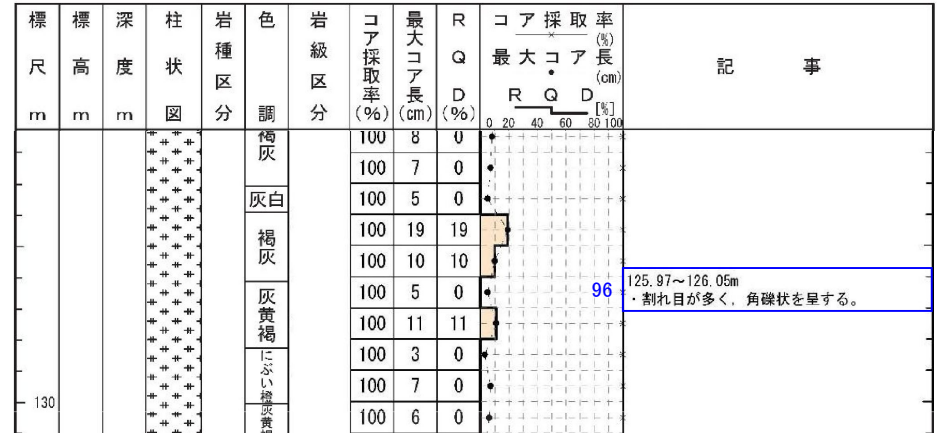 標尺m 標高m 深度m 柱状図 岩種区分 色調 岩級区分 コア採取率(%) 最大コア長(cm) RQD(%) コア採取率(%) 最大コア長(cm) RQD[%] 記事
0 20 40 60 80 100
褐灰 100 8 0
100 7 0
灰白 100 5 0
褐灰 100 19 19
100 10 10
灰黄褐 100 5 0 96 125.97～126.05m
・割れ目が多く，角礫状を呈する。
100 11 11
にぶい橙 100 3 0
100 7 0
130 灰黄 100 6 0